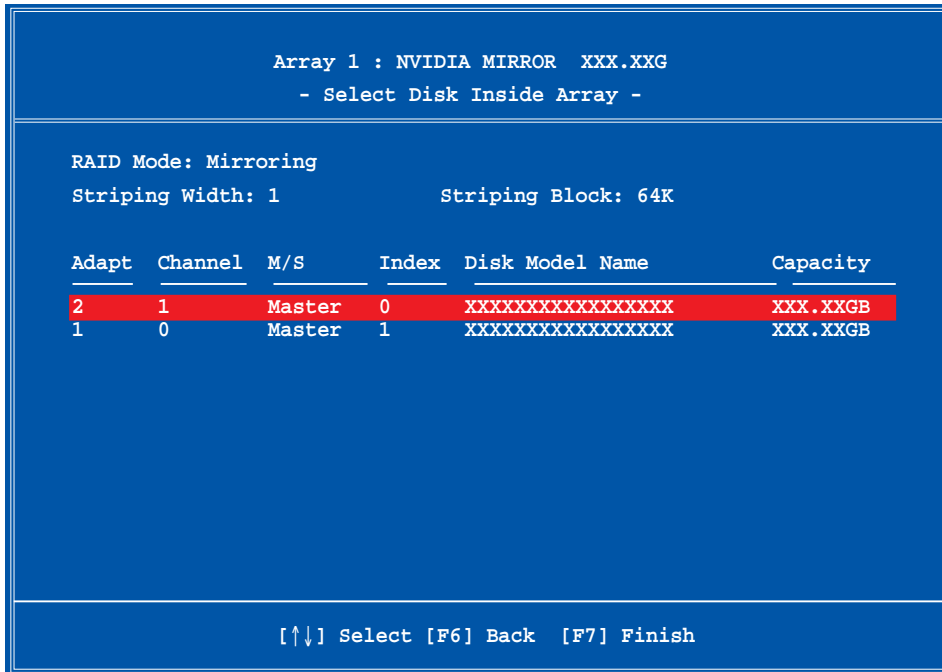 Array 1 : NVIDIA MIRROR  XXX.XXG
- Select Disk Inside Array -
RAID Mode: Mirroring
Striping Width: 1  Striping Block: 64K
Adapt  Channel  M/S  Index  Disk Model Name  Capacity
2  1  Master  0  XXXXXXXXXXXXXXXXX  XXX.XXGB
1  0  Master  1  XXXXXXXXXXXXXXXXX  XXX.XXGB
[↑↓] Select [F6] Back  [F7] Finish